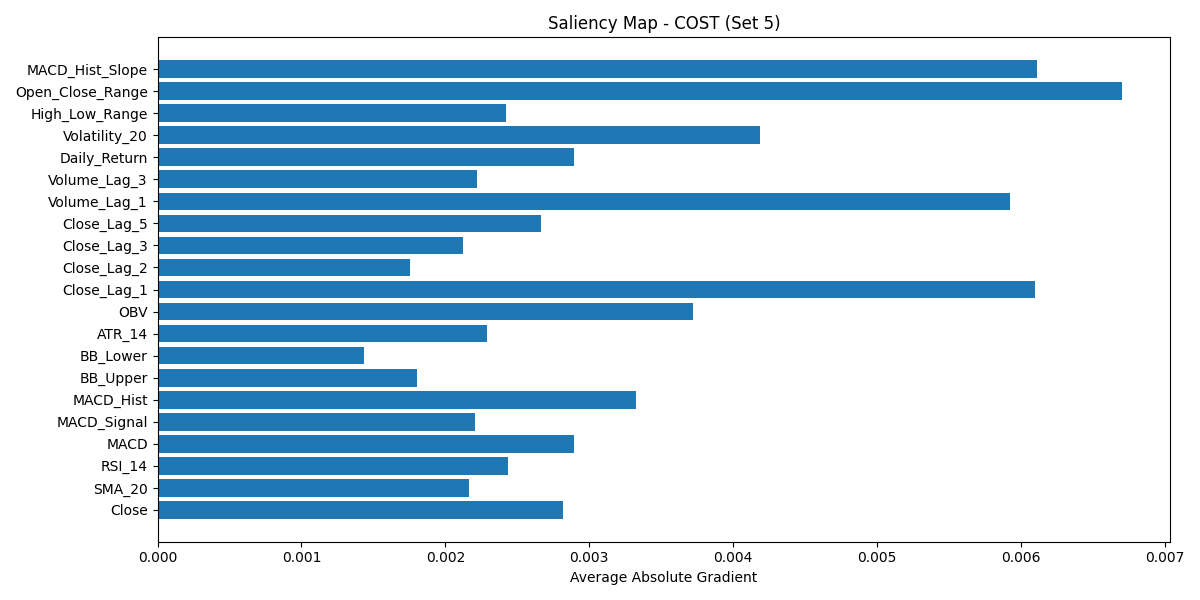 Saliency Map - COST (Set 5)
MACD_Hist_Slope
Open_Close_Range
High_Low_Range
Volatility_20
Daily_Return
Volume_Lag_3
Volume_Lag_1
Close_Lag_5
Close_Lag_3
Close_Lag_2
Close_Lag_1
OBV
ATR_14
BB_Lower
BB_Upper
MACD_Hist
MACD_Signal
MACD
RSI_14
SMA_20
Close
0.000 0.001 0.002 0.003 0.004 0.005 0.006 0.007
Average Absolute Gradient